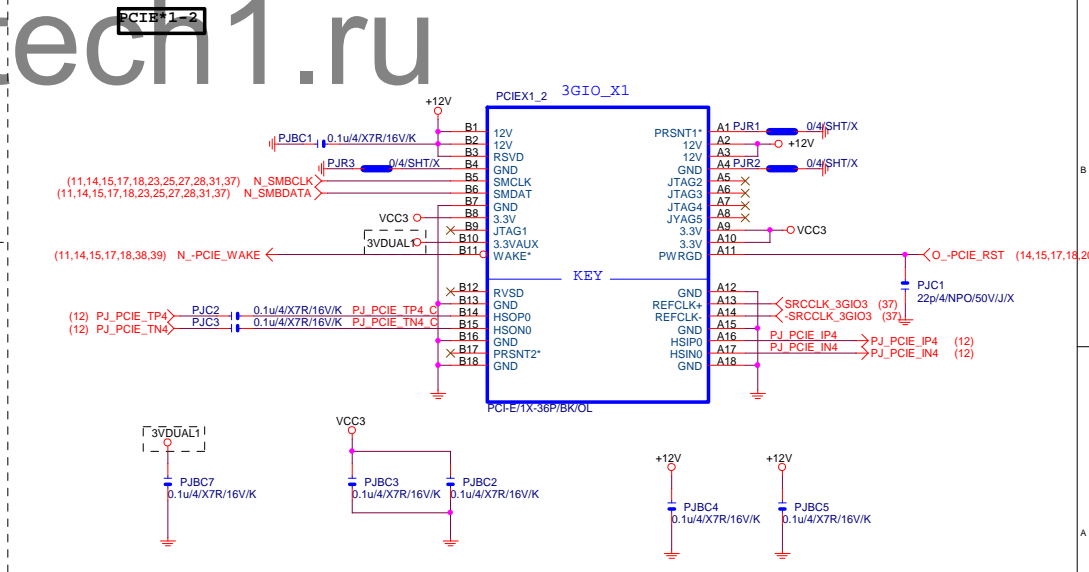 PCIE*1-2
tech1.ru
PCIEX1_2 3GIO_X1
+12V
PJBC1 0.1u/4/X7R/16V/K
PJR3 0/4/SHT/X
(11,14,15,17,18,23,25,27,28,31,37) N_SMBCLK
(11,14,15,17,18,23,25,27,28,31,37) N_SMBDATA
VCC3
3VDUAL1
(11,14,15,17,18,38,39) N_-PCIE_WAKE
(12) PJ_PCIE_TP4 PJC2 0.1u/4/X7R/16V/K PJ_PCIE_TP4_C
(12) PJ_PCIE_TN4 PJC3 0.1u/4/X7R/16V/K PJ_PCIE_TN4_C
B1 12V
B2 12V
B3 RSVD
B4 GND
B5 SMCLK
B6 SMDAT
B7 GND
B8 3.3V
B9 JTAG1
B10 3.3VAUX
B11 WAKE*
KEY
B12 RVSD
B13 GND
B14 HSOP0
B15 HSON0
B16 GND
B17 PRSNT2*
B18 GND
PRSNT1* A1 PJR1 0/4/SHT/X
12V A2 +12V
12V A3
GND A4 PJR2 0/4/SHT/X
JTAG2 A5
JTAG3 A6
JTAG4 A7
JYAG5 A8
3.3V A9 VCC3
3.3V A10
PWRGD A11 O_-PCIE_RST (14,15,17,18,20
PJC1
22p/4/NPO/50V/J/X
GND A12
REFCLK+ A13 SRCCLK_3GIO3 (37)
REFCLK- A14 -SRCCLK_3GIO3 (37)
GND A15
HSIP0 A16 PJ_PCIE_IP4 PJ_PCIE_IP4 (12)
HSIN0 A17 PJ_PCIE_IN4 PJ_PCIE_IN4 (12)
GND A18
PCI-E/1X-36P/BK/OL
3VDUAL1
PJBC7
0.1u/4/X7R/16V/K
VCC3
PJBC3
0.1u/4/X7R/16V/K
PJBC2
0.1u/4/X7R/16V/K
+12V
PJBC4
0.1u/4/X7R/16V/K
+12V
PJBC5
0.1u/4/X7R/16V/K
B
A